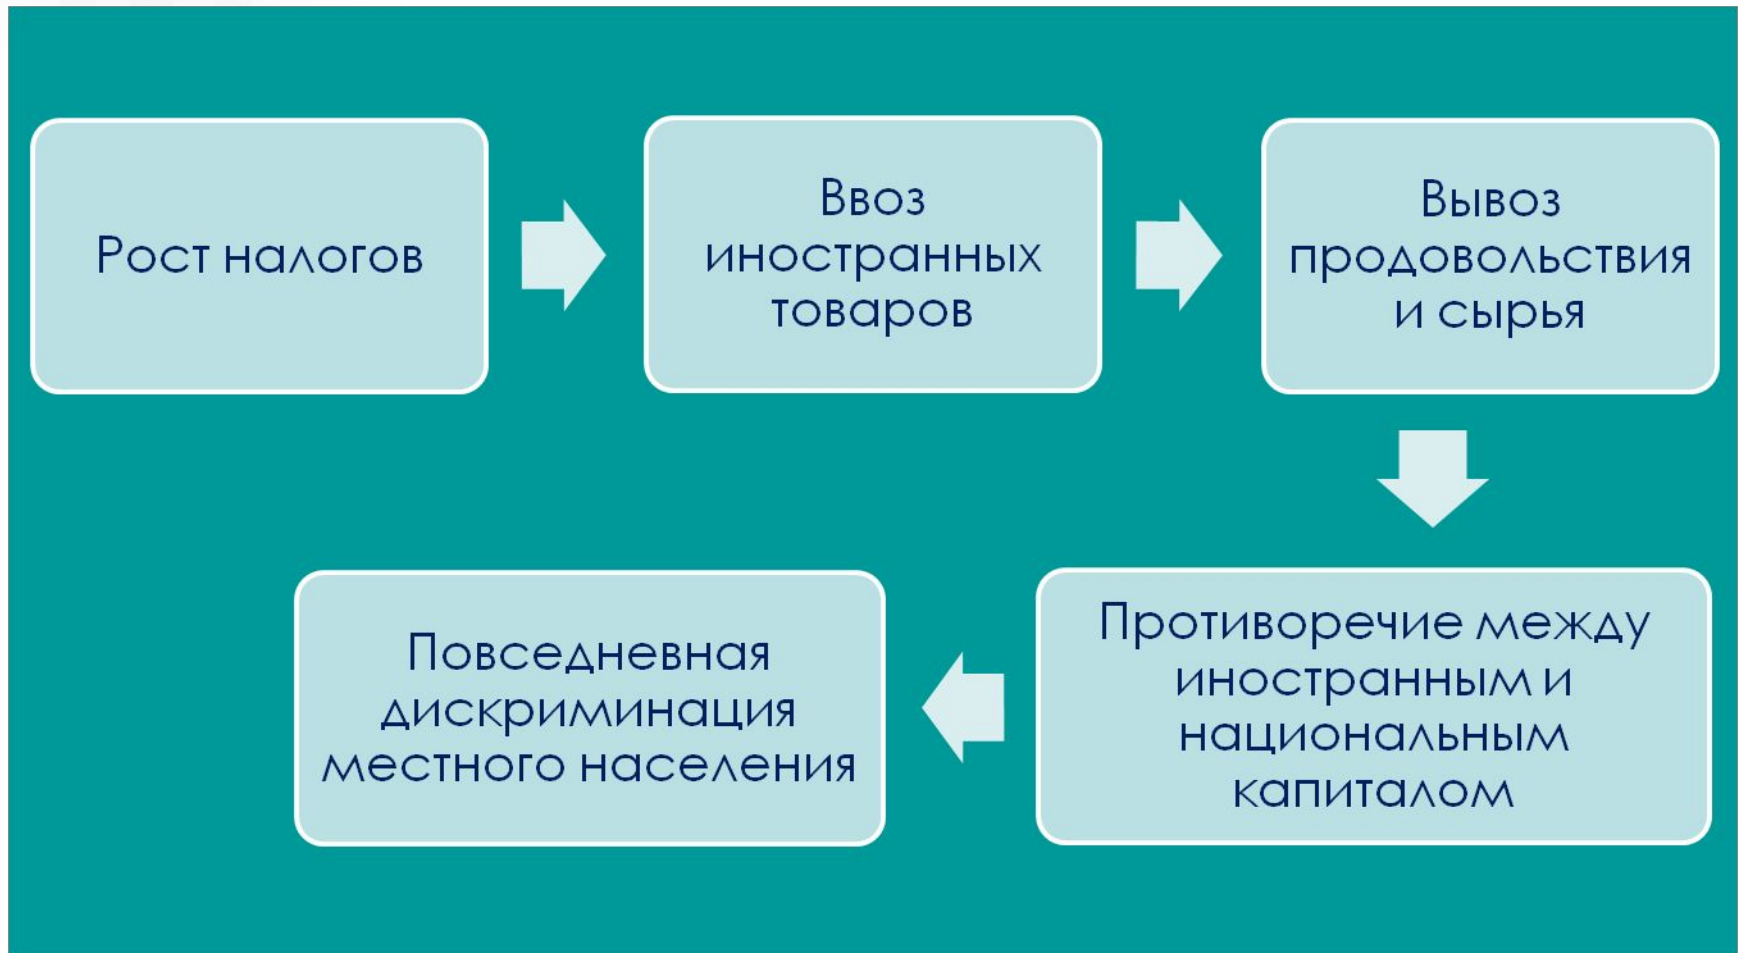 Рост налогов
Ввоз
иностранных
товаров
Вывоз
продовольствия
и сырья
Противоречие между
иностранным и
национальным
капиталом
Повседневная
дискриминация
местного населения